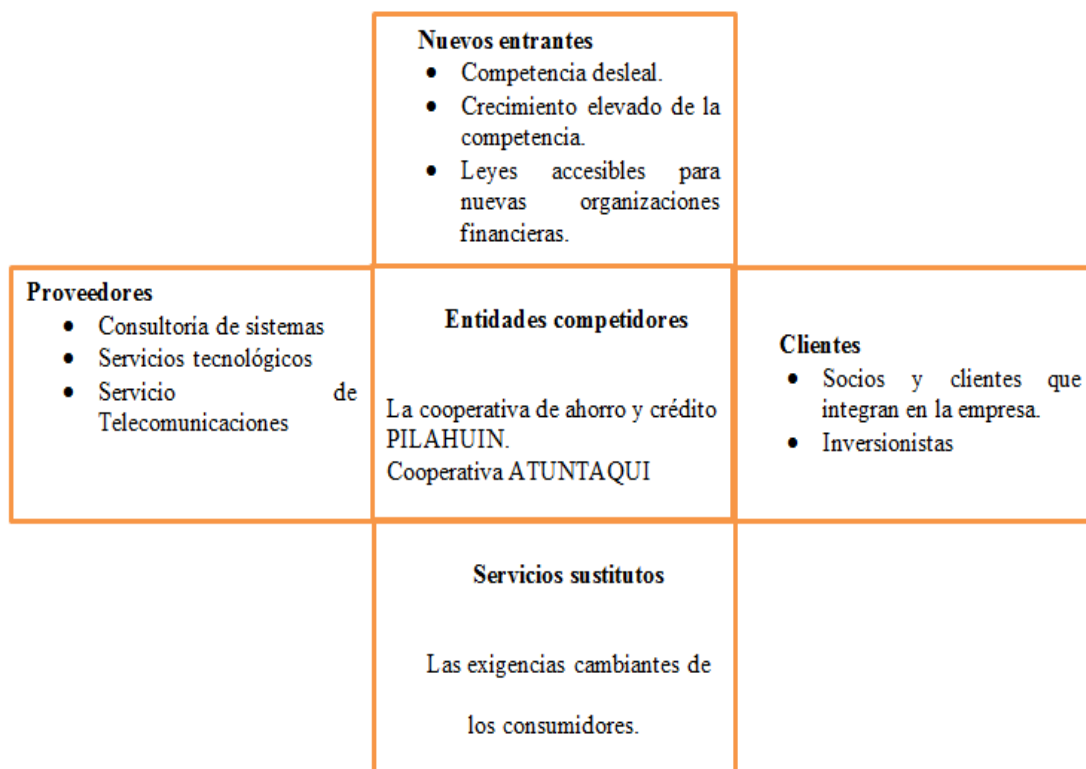 Nuevos entrantes
• Competencia desleal.
• Crecimiento elevado de la
competencia.
• Leyes accesibles para
nuevas organizaciones
financieras.
Proveedores
• Consultoría de sistemas
• Servicios tecnológicos
• Servicio de
Telecomunicaciones
Entidades competidores
La cooperativa de ahorro y crédito
PILAHUIN.
Cooperativa ATUNTAQUI
Clientes
• Socios y clientes que
integran en la empresa.
• Inversionistas
Servicios sustitutos
Las exigencias cambiantes de
los consumidores.